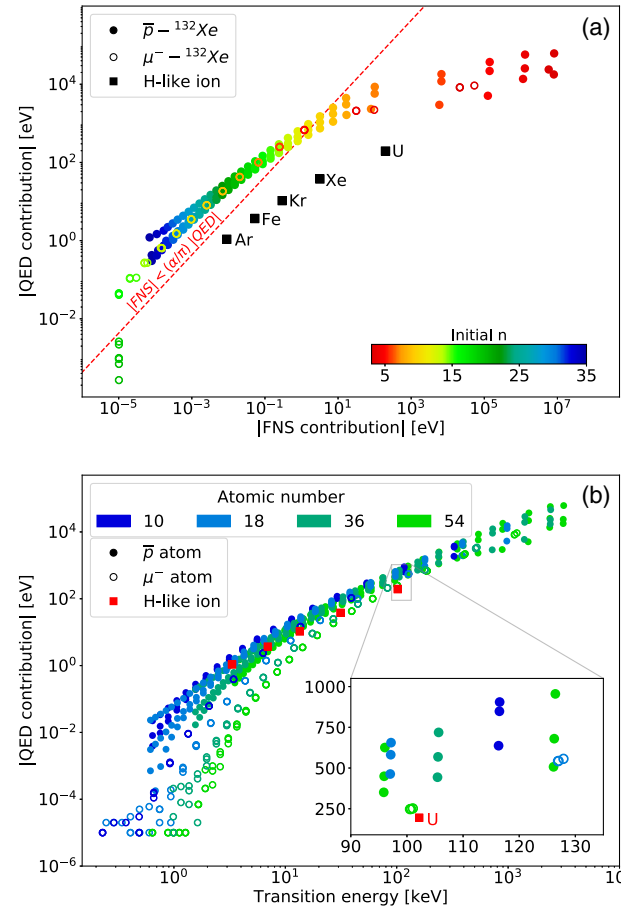 (a)
p̅ – ¹³²Xe
μ⁻ – ¹³²Xe
H-like ion
|QED contribution| [eV]
10⁴
10²
10⁰
10⁻²
U
Xe
Kr
Fe
Ar
|FNS| < (α/π) |QED|
Initial n
5 15 25 35
10⁻⁵ 10⁻³ 10⁻¹ 10¹ 10³ 10⁵ 10⁷
|FNS contribution| [eV]
(b)
Atomic number
10 18 36 54
p̅ atom
μ⁻ atom
H-like ion
|QED contribution| [eV]
10⁴
10²
10⁰
10⁻²
10⁻⁴
10⁻⁶
1000
750
500
250
U
90 100 110 120 130
10⁰ 10¹ 10² 10³ 10
Transition energy [keV]